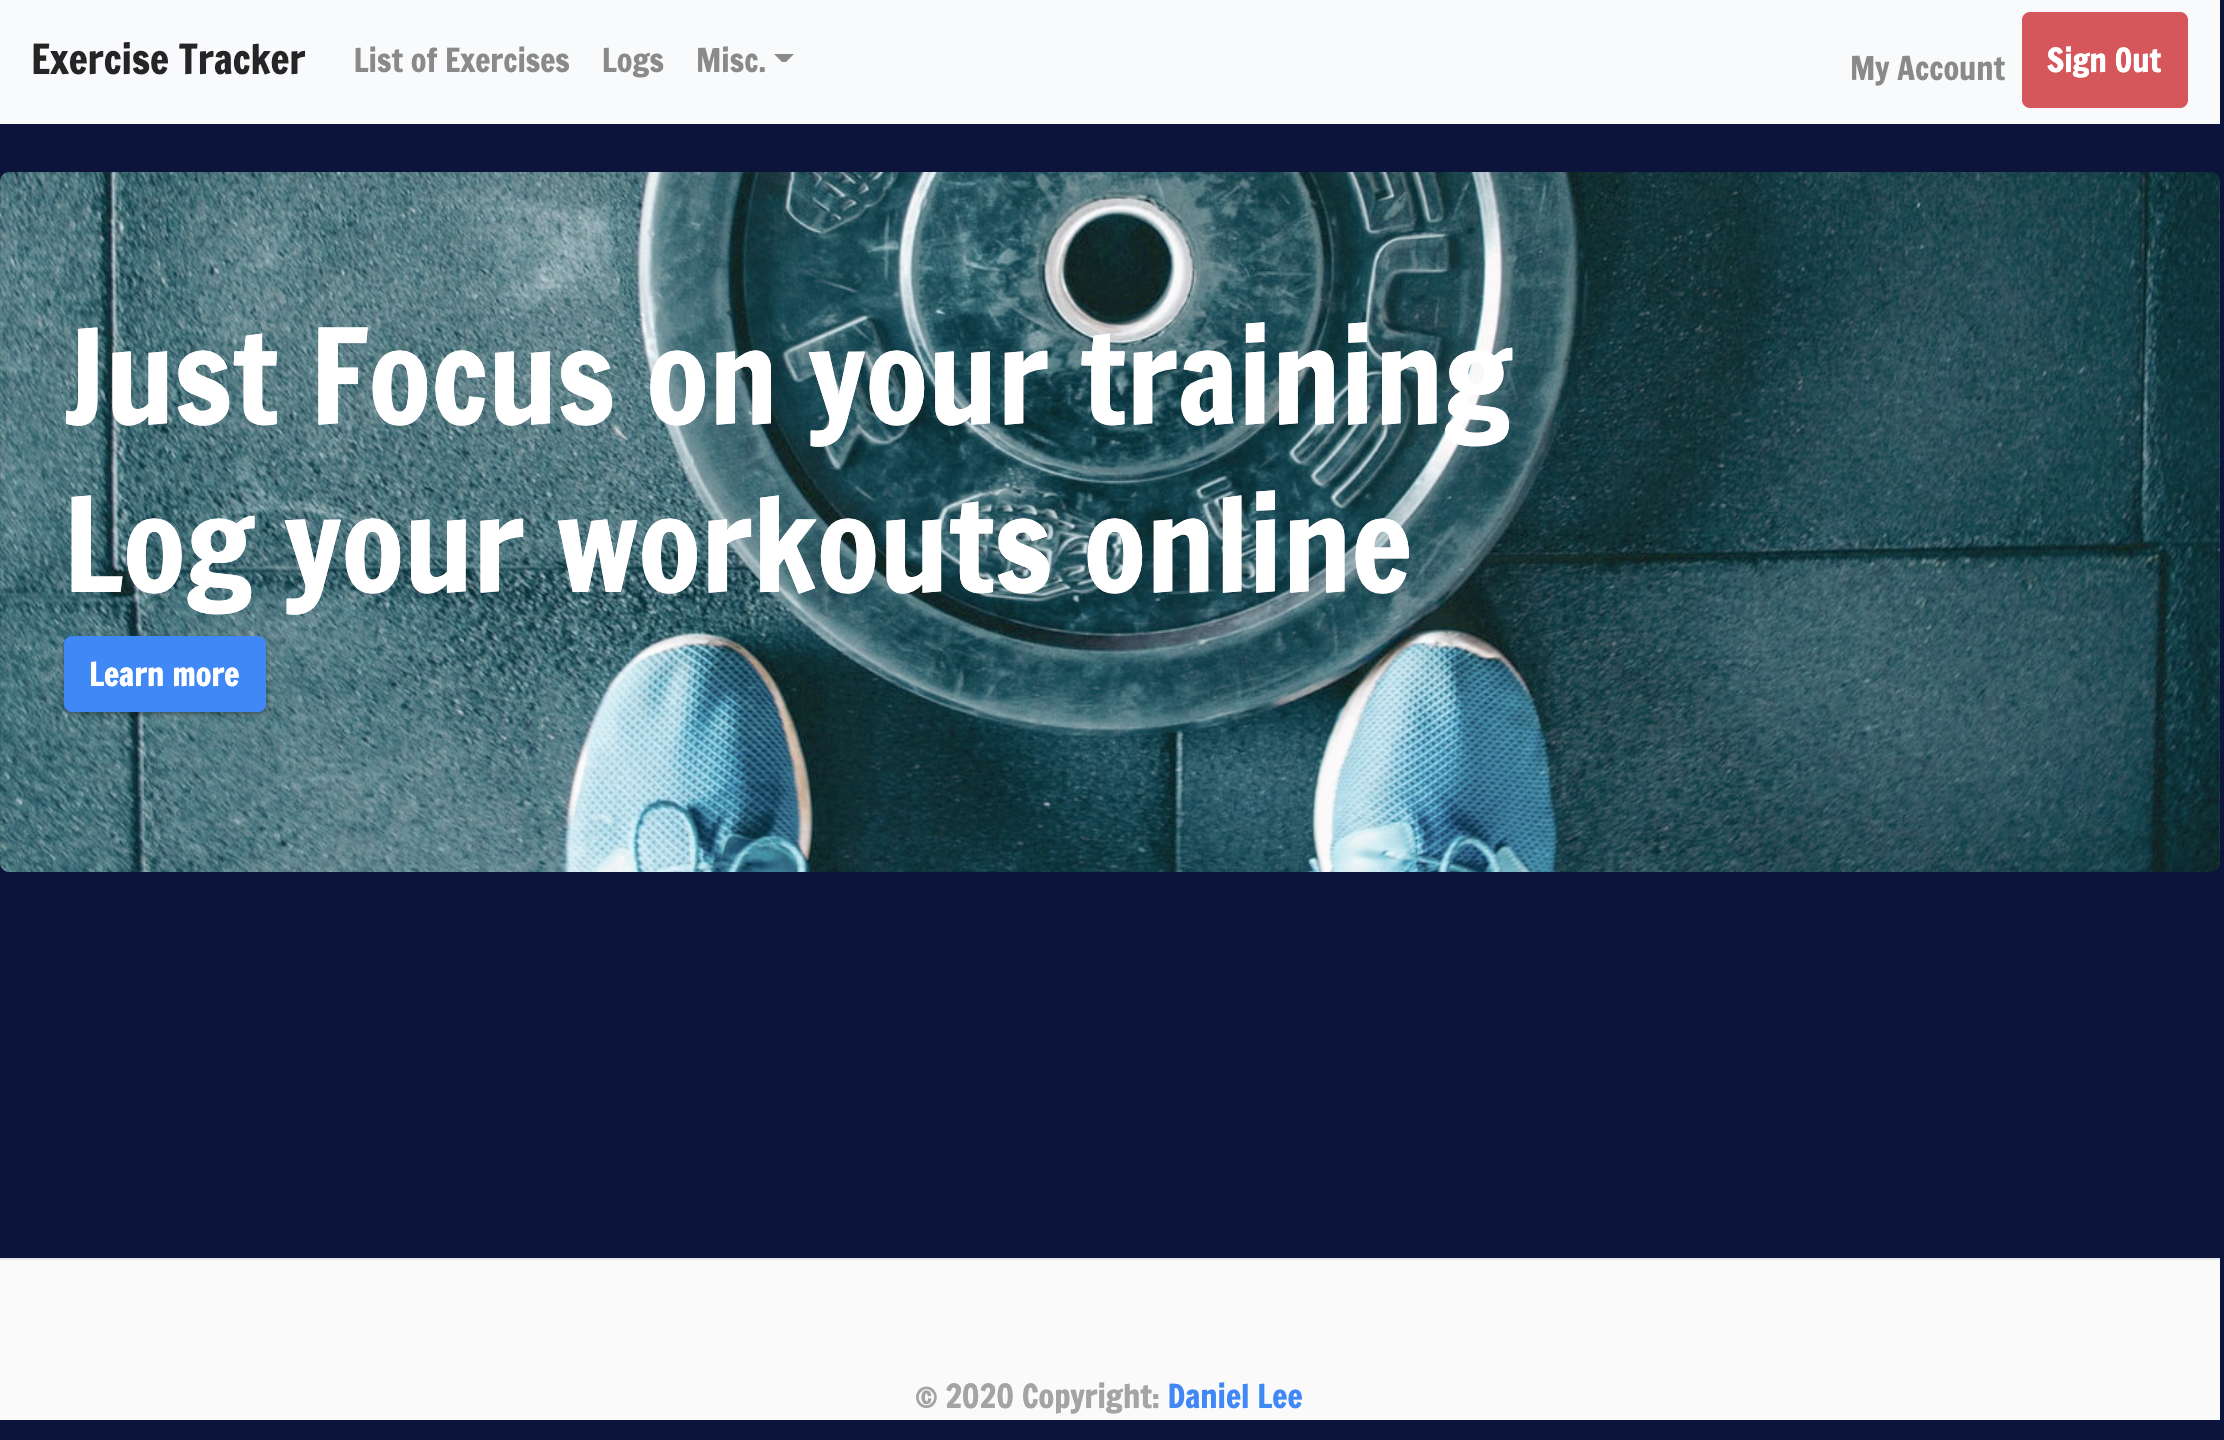 Exercise Tracker List of Exercises Logs Misc. My Account Sign Out
Just Focus on your training
Log your workouts online
Learn more
© 2020 Copyright: Daniel Lee